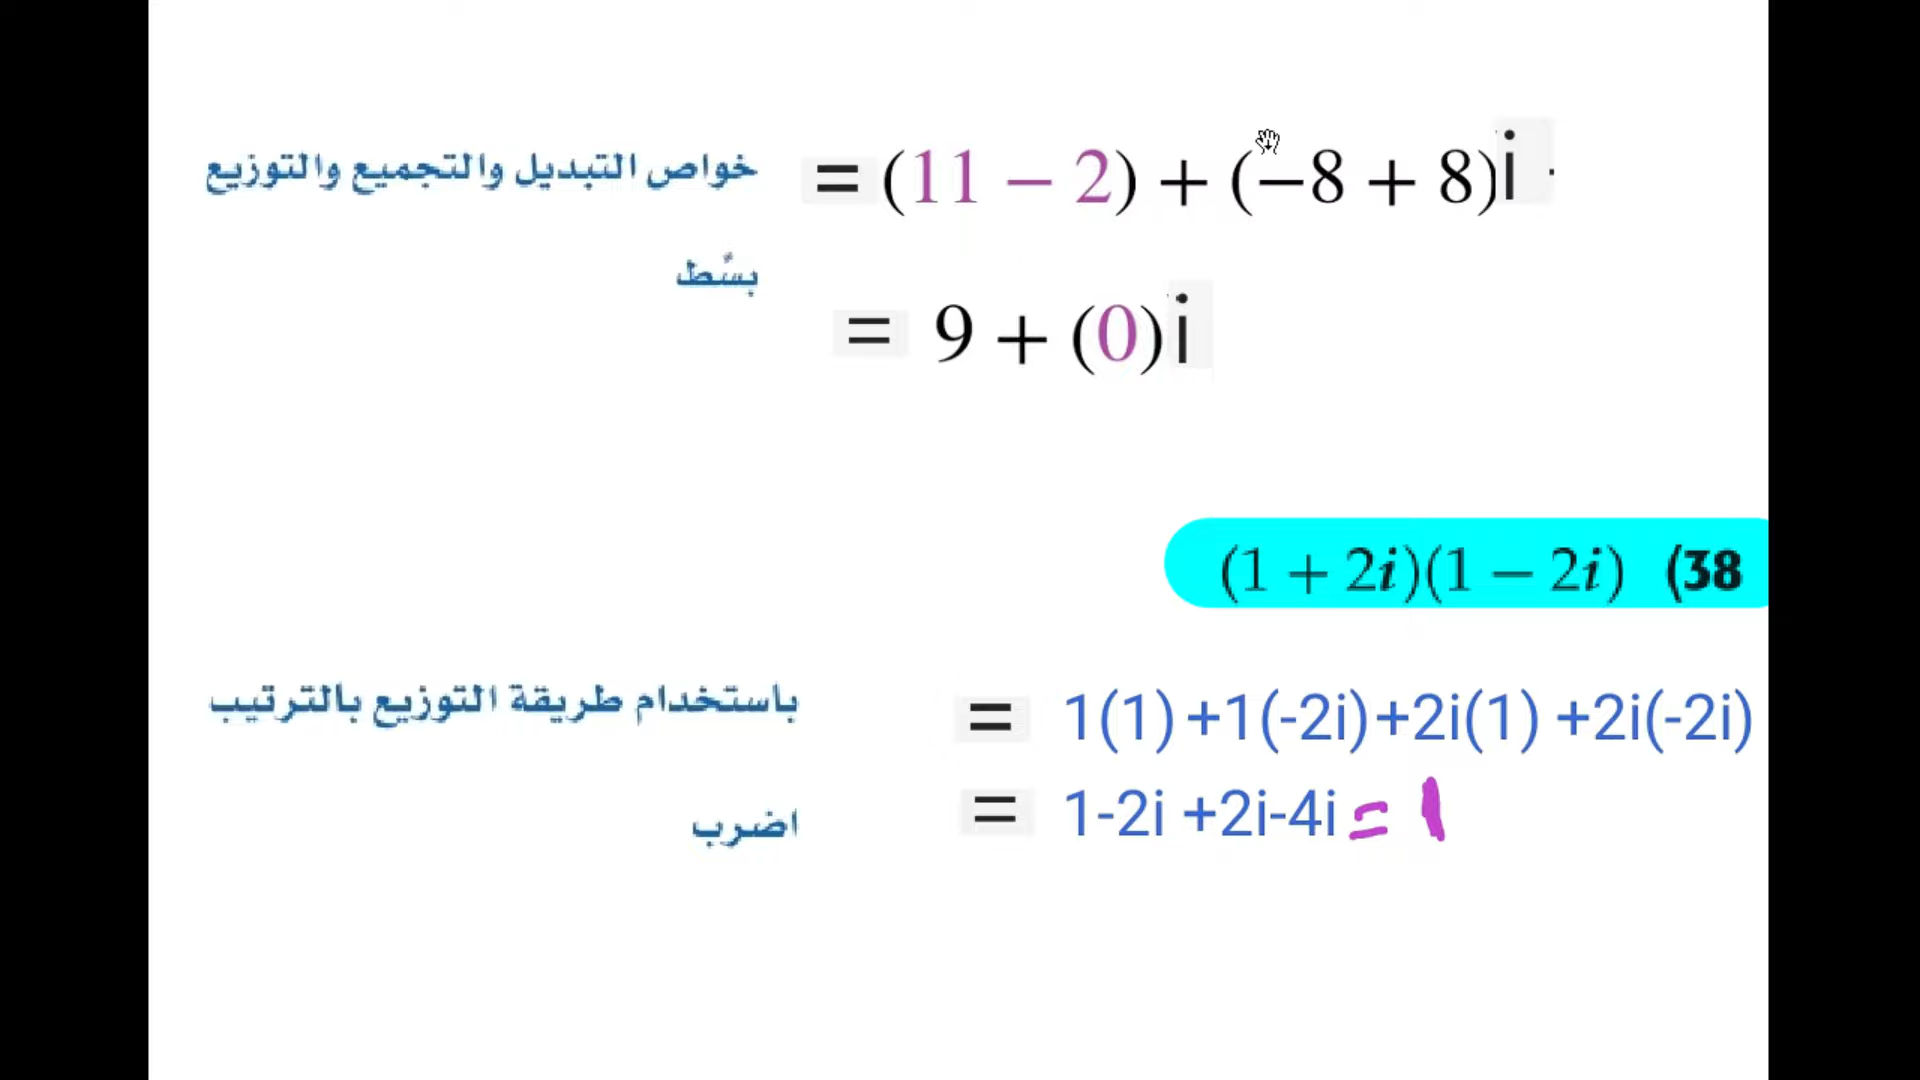 خواص التبديل والتجميع والتوزيع = (11 − 2) + (−8 + 8)i
بسّط = 9 + (0)i
(38 (1 + 2i)(1 − 2i)
باستخدام طريقة التوزيع بالترتيب = 1(1) +1(-2i)+2i(1) +2i(-2i)
اضرب = 1-2i +2i-4i = 1